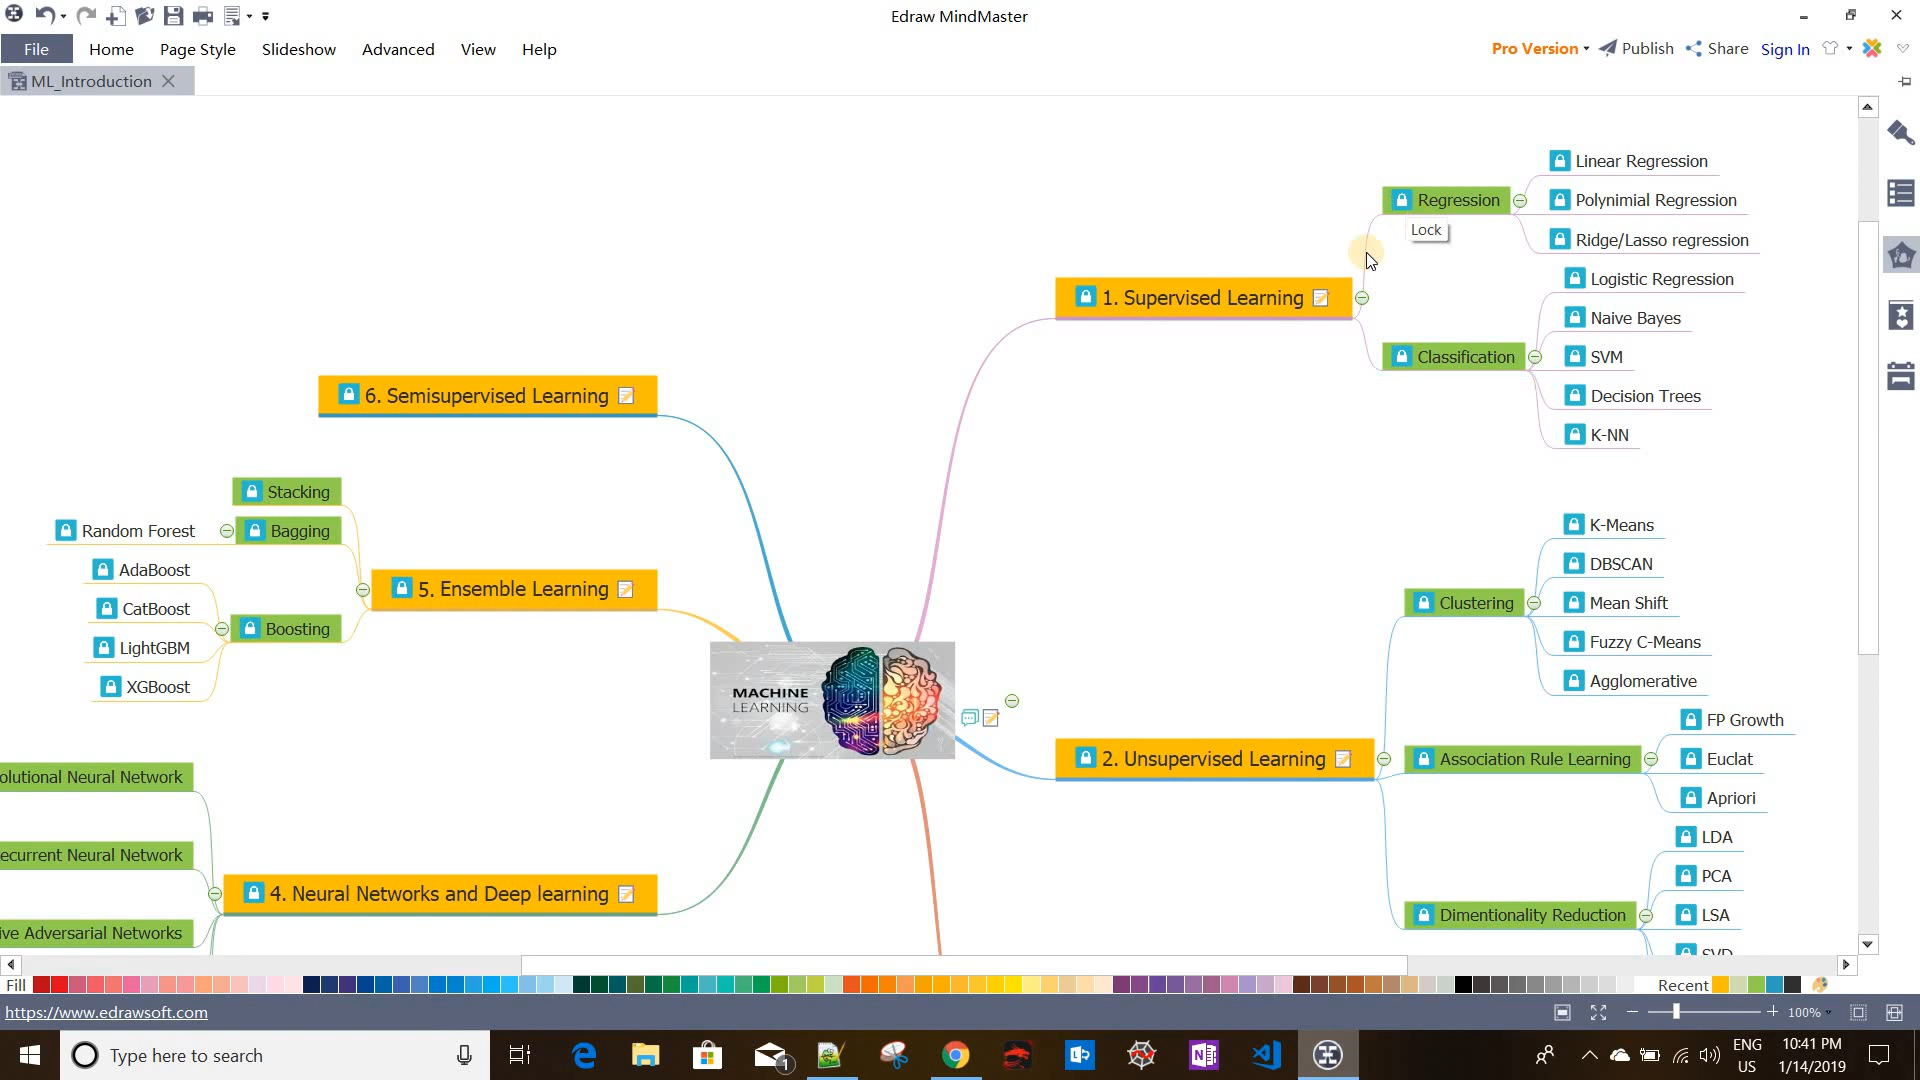 Edraw MindMaster
File Home Page Style Slideshow Advanced View Help
Pro Version Publish Share Sign In
ML_Introduction
Linear Regression
Regression
Polynimial Regression
Lock
Ridge/Lasso regression
Logistic Regression
1. Supervised Learning
Naive Bayes
Classification
SVM
Decision Trees
K-NN
6. Semisupervised Learning
Stacking
Random Forest
Bagging
AdaBoost
5. Ensemble Learning
CatBoost
Boosting
LightGBM
XGBoost
K-Means
DBSCAN
Clustering
Mean Shift
Fuzzy C-Means
Agglomerative
MACHINE
LEARNING
FP Growth
2. Unsupervised Learning
Association Rule Learning
Euclat
Apriori
olutional Neural Network
ecurrent Neural Network
4. Neural Networks and Deep learning
ive Adversarial Networks
LDA
PCA
Dimentionality Reduction
LSA
SVD
Fill
Recent
https://www.edrawsoft.com
100%
Type here to search
1
ENG
US
10:41 PM
1/14/2019